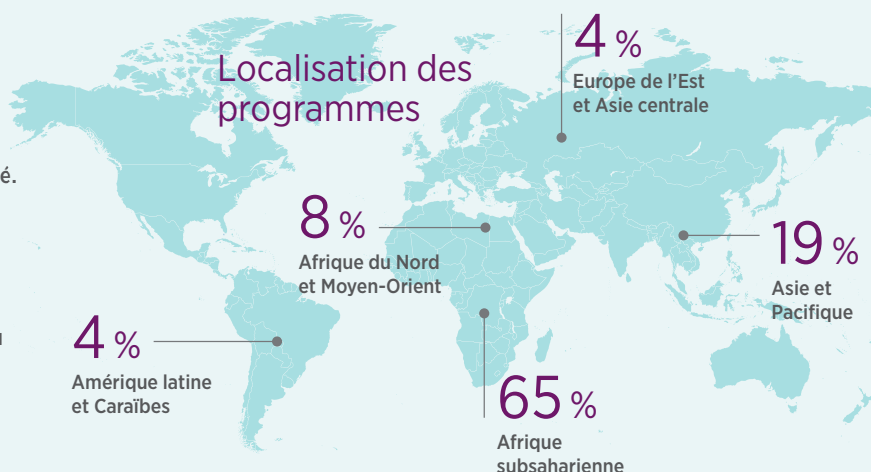 Localisation des
programmes
4 %
Europe de l'Est
et Asie centrale
é.
8 %
Afrique du Nord
et Moyen-Orient
19 %
Asie et
Pacifique
4 %
Amérique latine
et Caraïbes
65 %
Afrique
subsaharienne